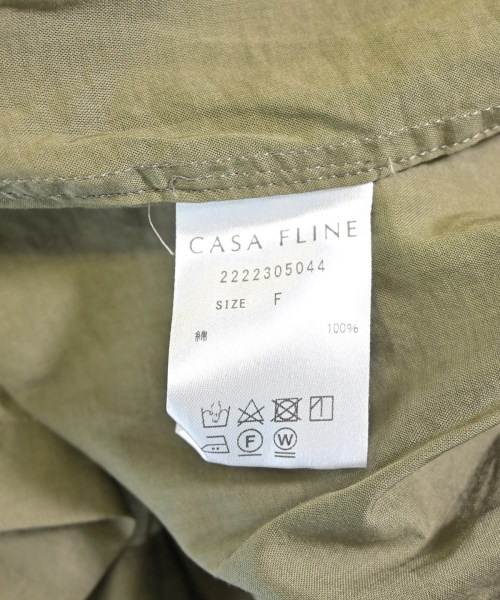 CASA FLINE
2222305044
SIZE F
綿 100%
F W